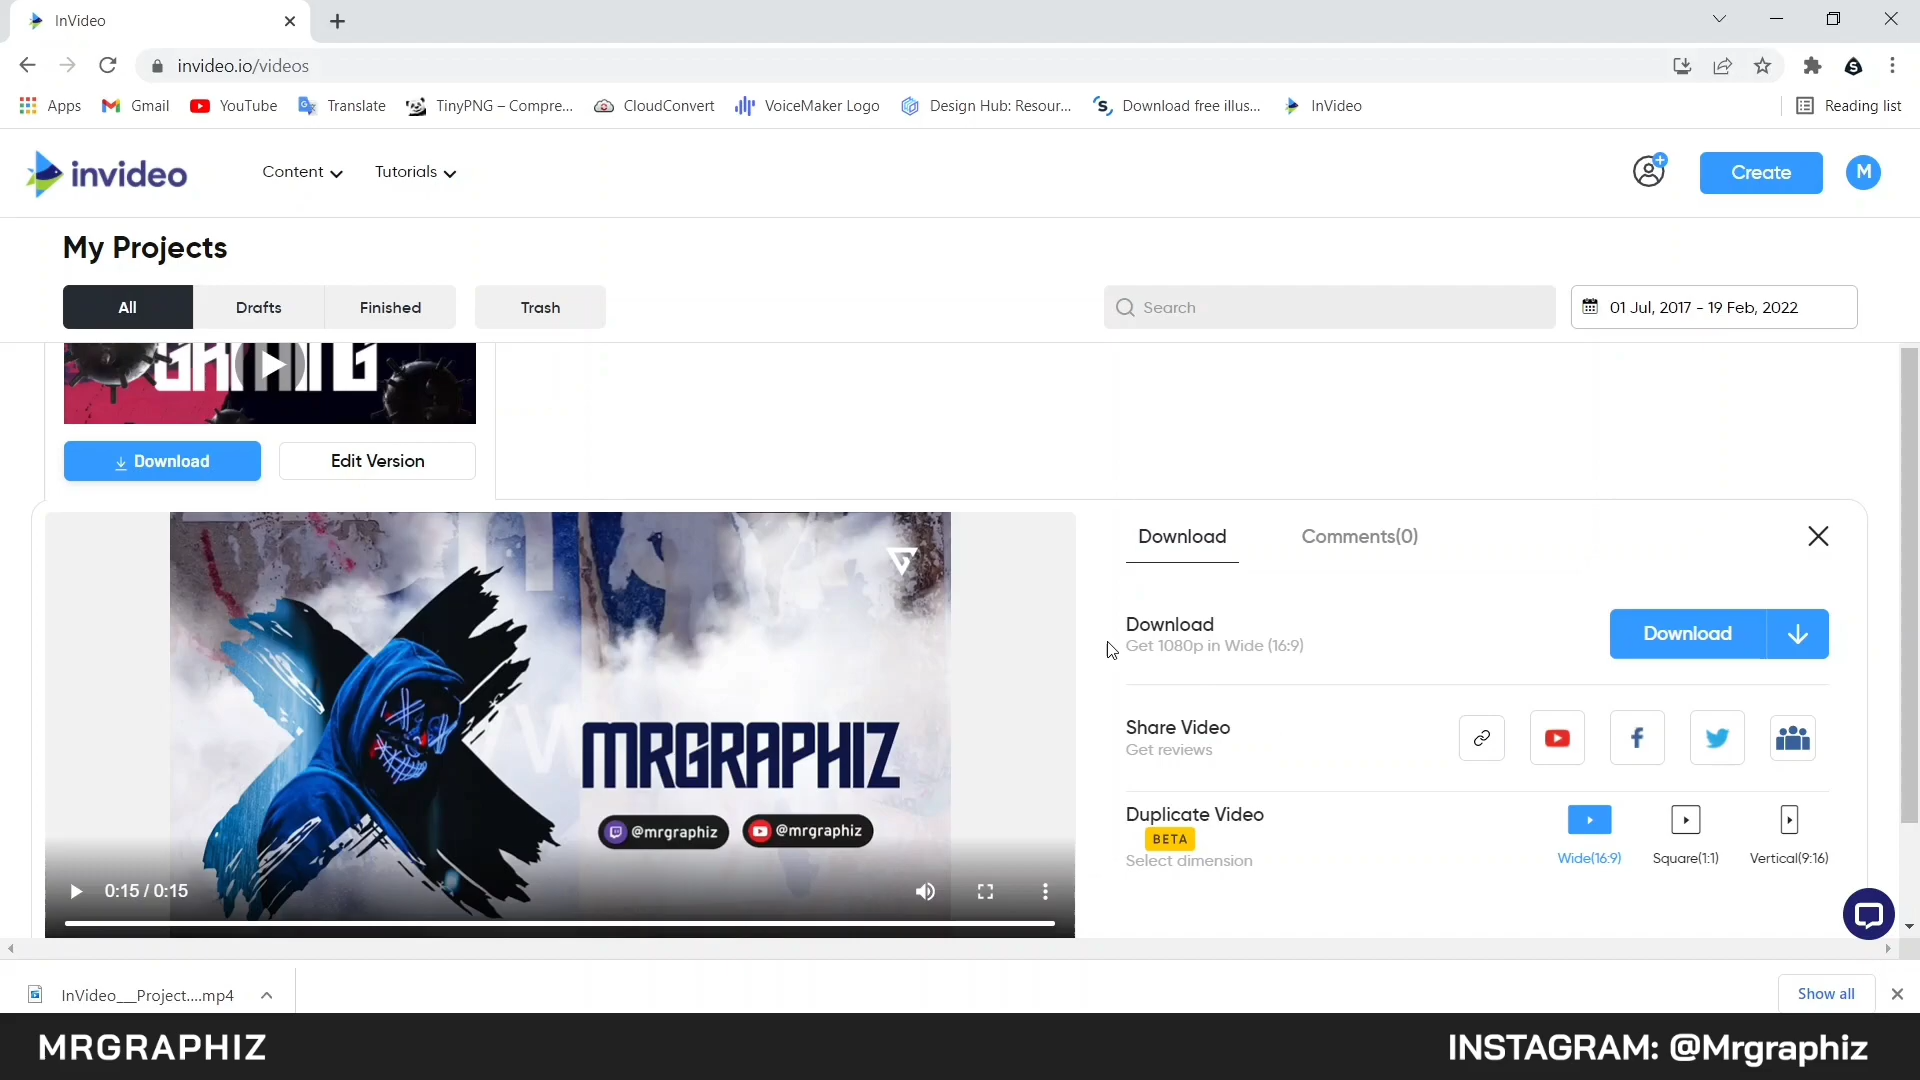 InVideo
invideo.io/videos
Apps
Gmail
YouTube
Translate
TinyPNG – Compre...
CloudConvert
VoiceMaker Logo
Design Hub: Resour...
Download free illus...
InVideo
Reading list
invideo
Content
Tutorials
Create
M
My Projects
All
Drafts
Finished
Trash
Search
01 Jul, 2017 - 19 Feb, 2022
GAMING
Download
Edit Version
Download
Comments(0)
Download
Get 1080p in Wide (16:9)
Download
MRGRAPHIZ
@mrgraphiz
@mrgraphiz
0:15 / 0:15
Share Video
Get reviews
Duplicate Video
BETA
Select dimension
Wide(16:9)
Square(1:1)
Vertical(9:16)
InVideo___Project....mp4
Show all
MRGRAPHIZ
INSTAGRAM: @Mrgraphiz